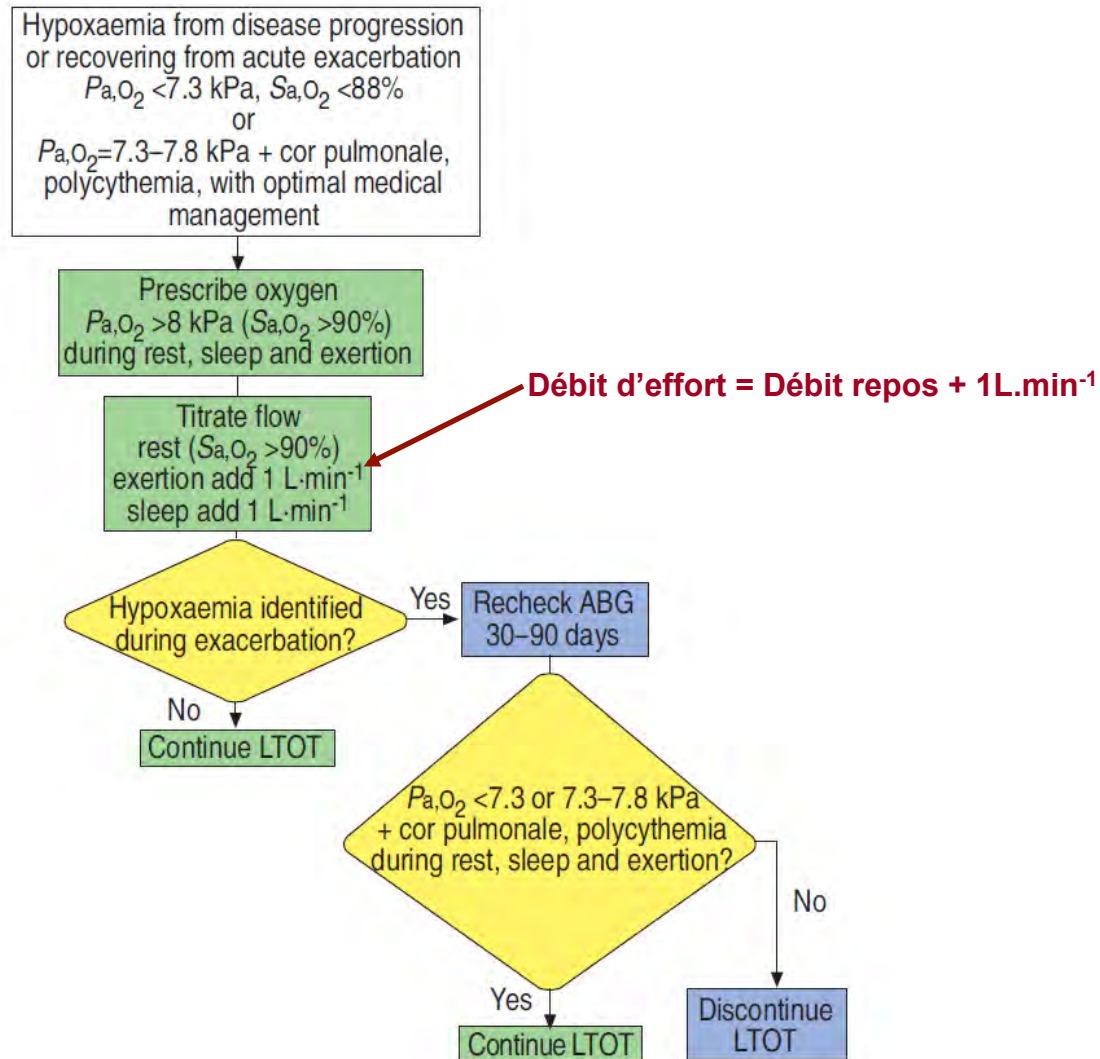 Hypoxaemia from disease progression
or recovering from acute exacerbation
Pa,O₂ <7.3 kPa, Sa,O₂ <88%
or
Pa,O₂=7.3–7.8 kPa + cor pulmonale,
polycythemia, with optimal medical
management
Prescribe oxygen
Pa,O₂ >8 kPa (Sa,O₂ >90%)
during rest, sleep and exertion
Débit d’effort = Débit repos + 1L.min⁻¹
Titrate flow
rest (Sa,O₂ >90%)
exertion add 1 L·min⁻¹
sleep add 1 L·min⁻¹
Hypoxaemia identified
during exacerbation?
Yes
Recheck ABG
30–90 days
No
Continue LTOT
Pa,O₂ <7.3 or 7.3–7.8 kPa
+ cor pulmonale, polycythemia
during rest, sleep and exertion?
No
Yes
Continue LTOT
Discontinue
LTOT